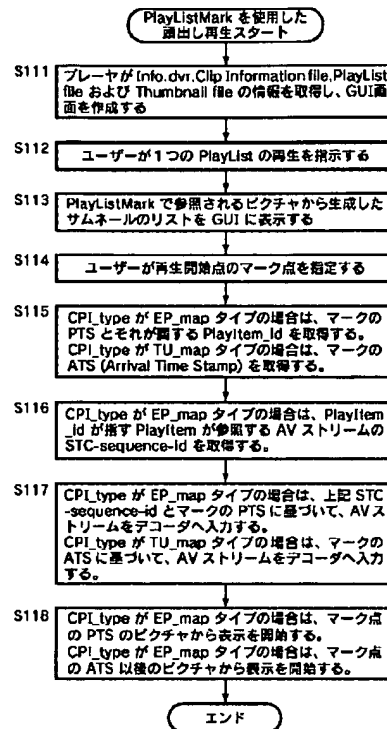 PlayListMark を使用した
頭出し再生スタート
S111
プレーヤが Info.dvr,Clip Information file,PlayList
file および Thumbnail file の情報を取得し、GUI画
面を作成する
S112
ユーザーが1つの PlayList の再生を指示する
S113
PlayListMark で参照されるピクチャから生成した
サムネールのリストを GUI に表示する
S114
ユーザーが再生開始点のマーク点を指定する
S115
CPI_type が EP_map タイプの場合は、マークの
PTS とそれが属する PlayItem_id を取得する。
CPI_type が TU_map タイプの場合は、マークの
ATS (Arrival Time Stamp) を取得する。
S116
CPI_type が EP_map タイプの場合は、PlayItem
_id が指す PlayItem が参照する AV ストリームの
STC-sequence-id を取得する。
S117
CPI_type が EP_map タイプの場合は、上記 STC
-sequence-id とマークの PTS に基づいて、AVス
トリームをデコーダへ入力する。
CPI_type が TU_map タイプの場合は、マークの
ATS に基づいて、AV ストリームをデコーダへ入力
する。
S118
CPI_type が EP_map タイプの場合は、マーク点
の PTS のピクチャから表示を開始する。
CPI_type が EP_map タイプの場合は、マーク点
の ATS 以後のピクチャから表示を開始する。
エンド